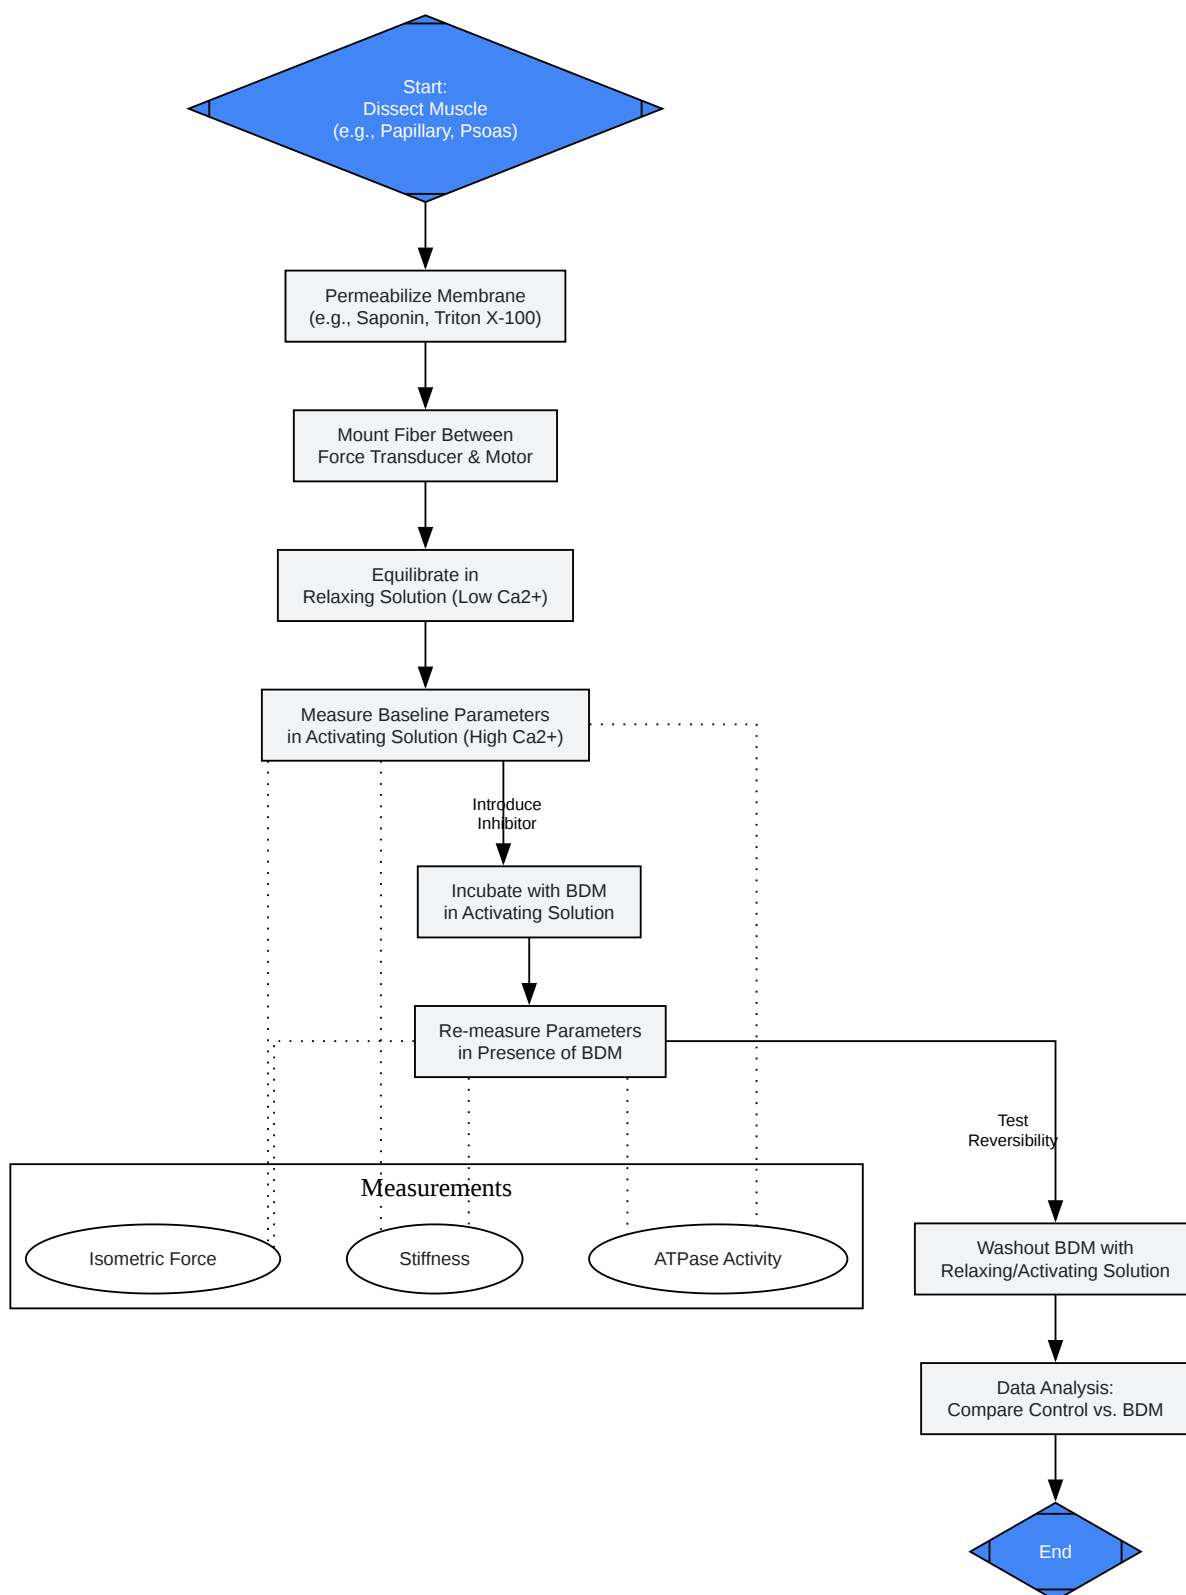 Start:
Dissect Muscle
(e.g., Papillary, Psoas)
Permeabilize Membrane
(e.g., Saponin, Triton X-100)
Mount Fiber Between
Force Transducer & Motor
Equilibrate in
Relaxing Solution (Low Ca2+)
Measure Baseline Parameters
in Activating Solution (High Ca2+)
Introduce
Inhibitor
Incubate with BDM
in Activating Solution
Re-measure Parameters
in Presence of BDM
Test
Reversibility
Measurements
Isometric Force
Stiffness
ATPase Activity
Washout BDM with
Relaxing/Activating Solution
Data Analysis:
Compare Control vs. BDM
End